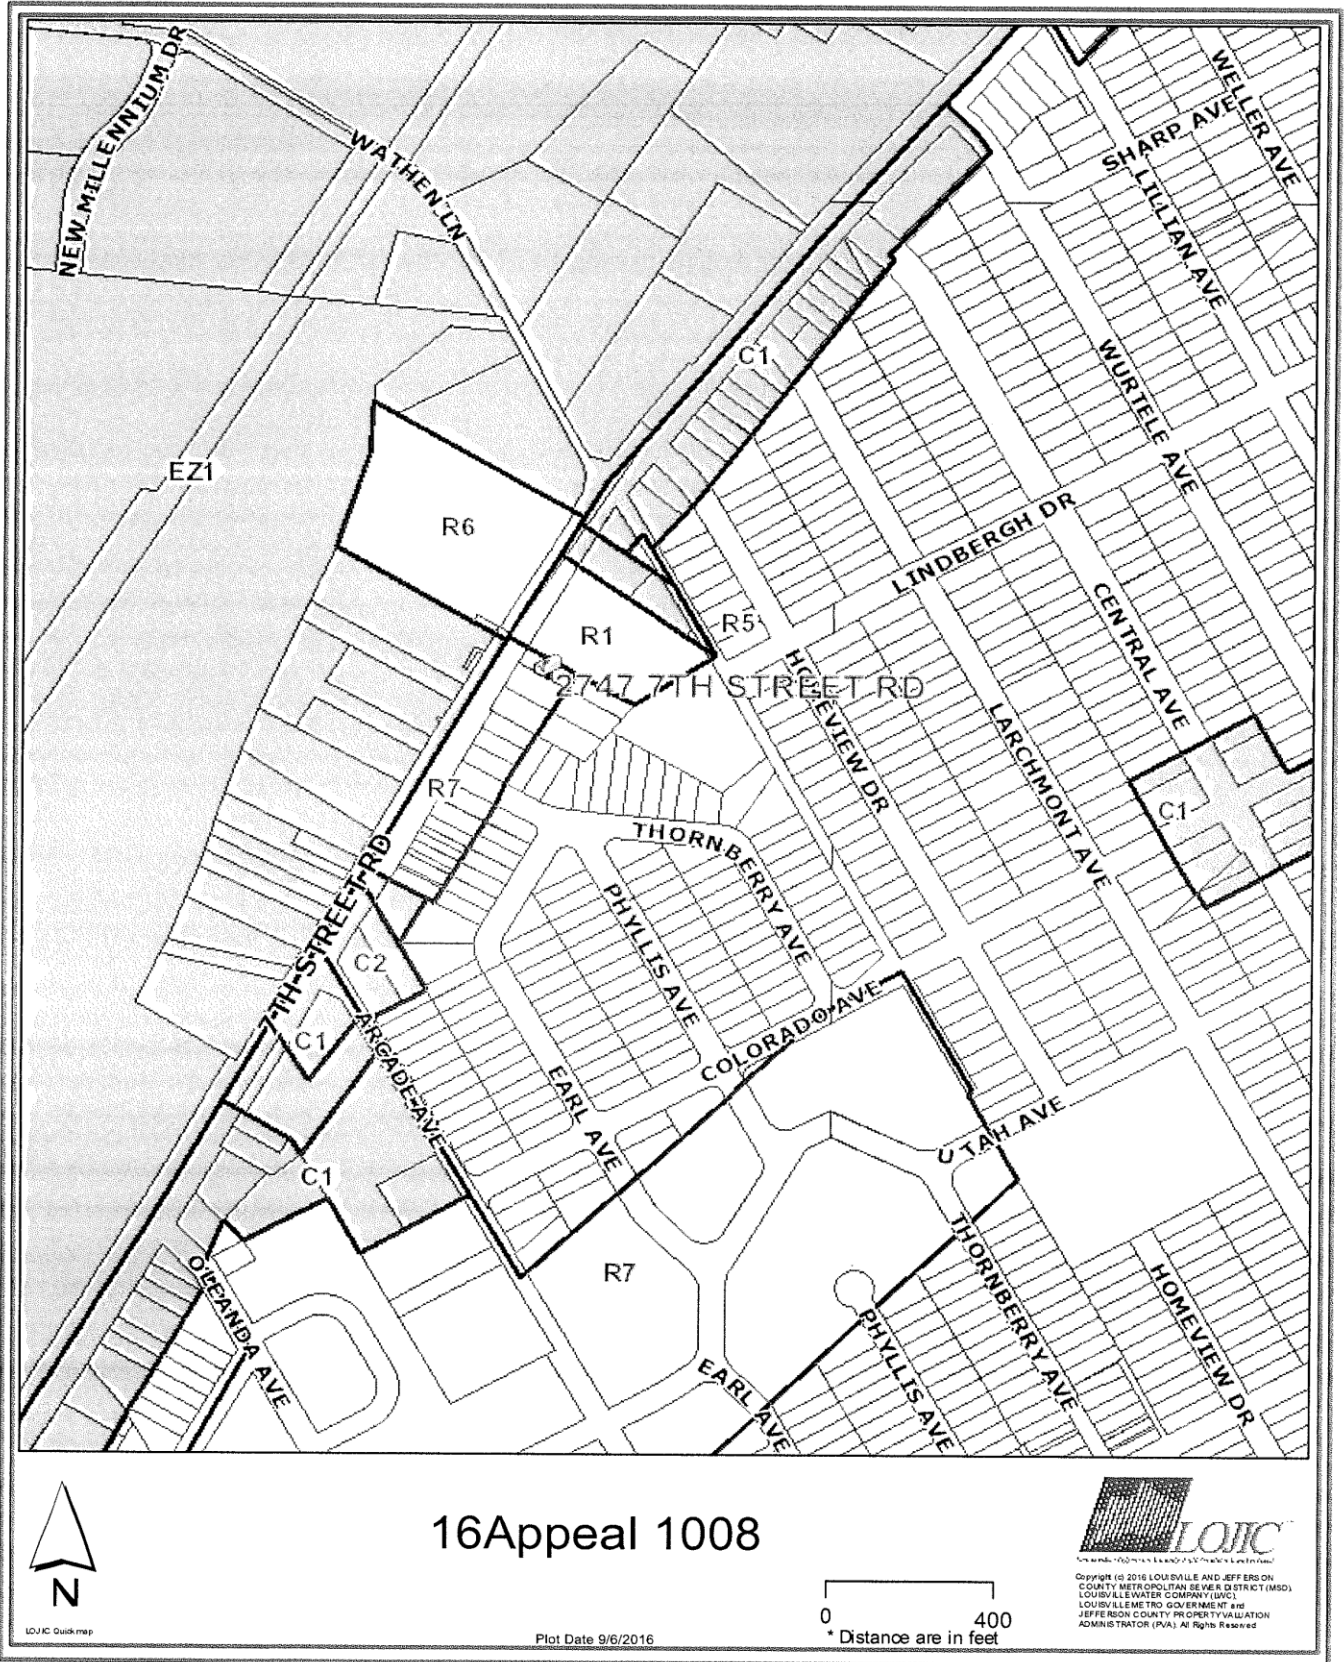 NEW MILLENNIUM DR
WATHEN LN
WELLER AVE
SHARP AVE
LILLIAN AVE
C1
WURTELE AVE
EZ1
R6
LINDBERGH DR
CENTRAL AVE
R5
R1
2747 7TH STREET RD
HOMEVIEW DR
LARCHMONT AVE
C1
R7
THORNBERRY AVE
PHYLLIS AVE
7TH STREET RD
C2
C1
ARCADE AVE
COLORADO AVE
EARL AVE
UTAH AVE
C1
R7
OLEANDA AVE
THORNBERRY AVE
PHYLLIS AVE
HOMEVIEW DR
EARL AVE
N
LOJIC Quickmap
16Appeal 1008
Plot Date 9/6/2016
0 400
* Distance are in feet
LOJIC
Copyright (c) 2016 LOUISVILLE AND JEFFERSON
COUNTY METROPOLITAN SEWER DISTRICT (MSD),
LOUISVILLE WATER COMPANY (LWC),
LOUISVILLE METRO GOVERNMENT and
JEFFERSON COUNTY PROPERTY VALUATION
ADMINISTRATOR (PVA). All Rights Reserved